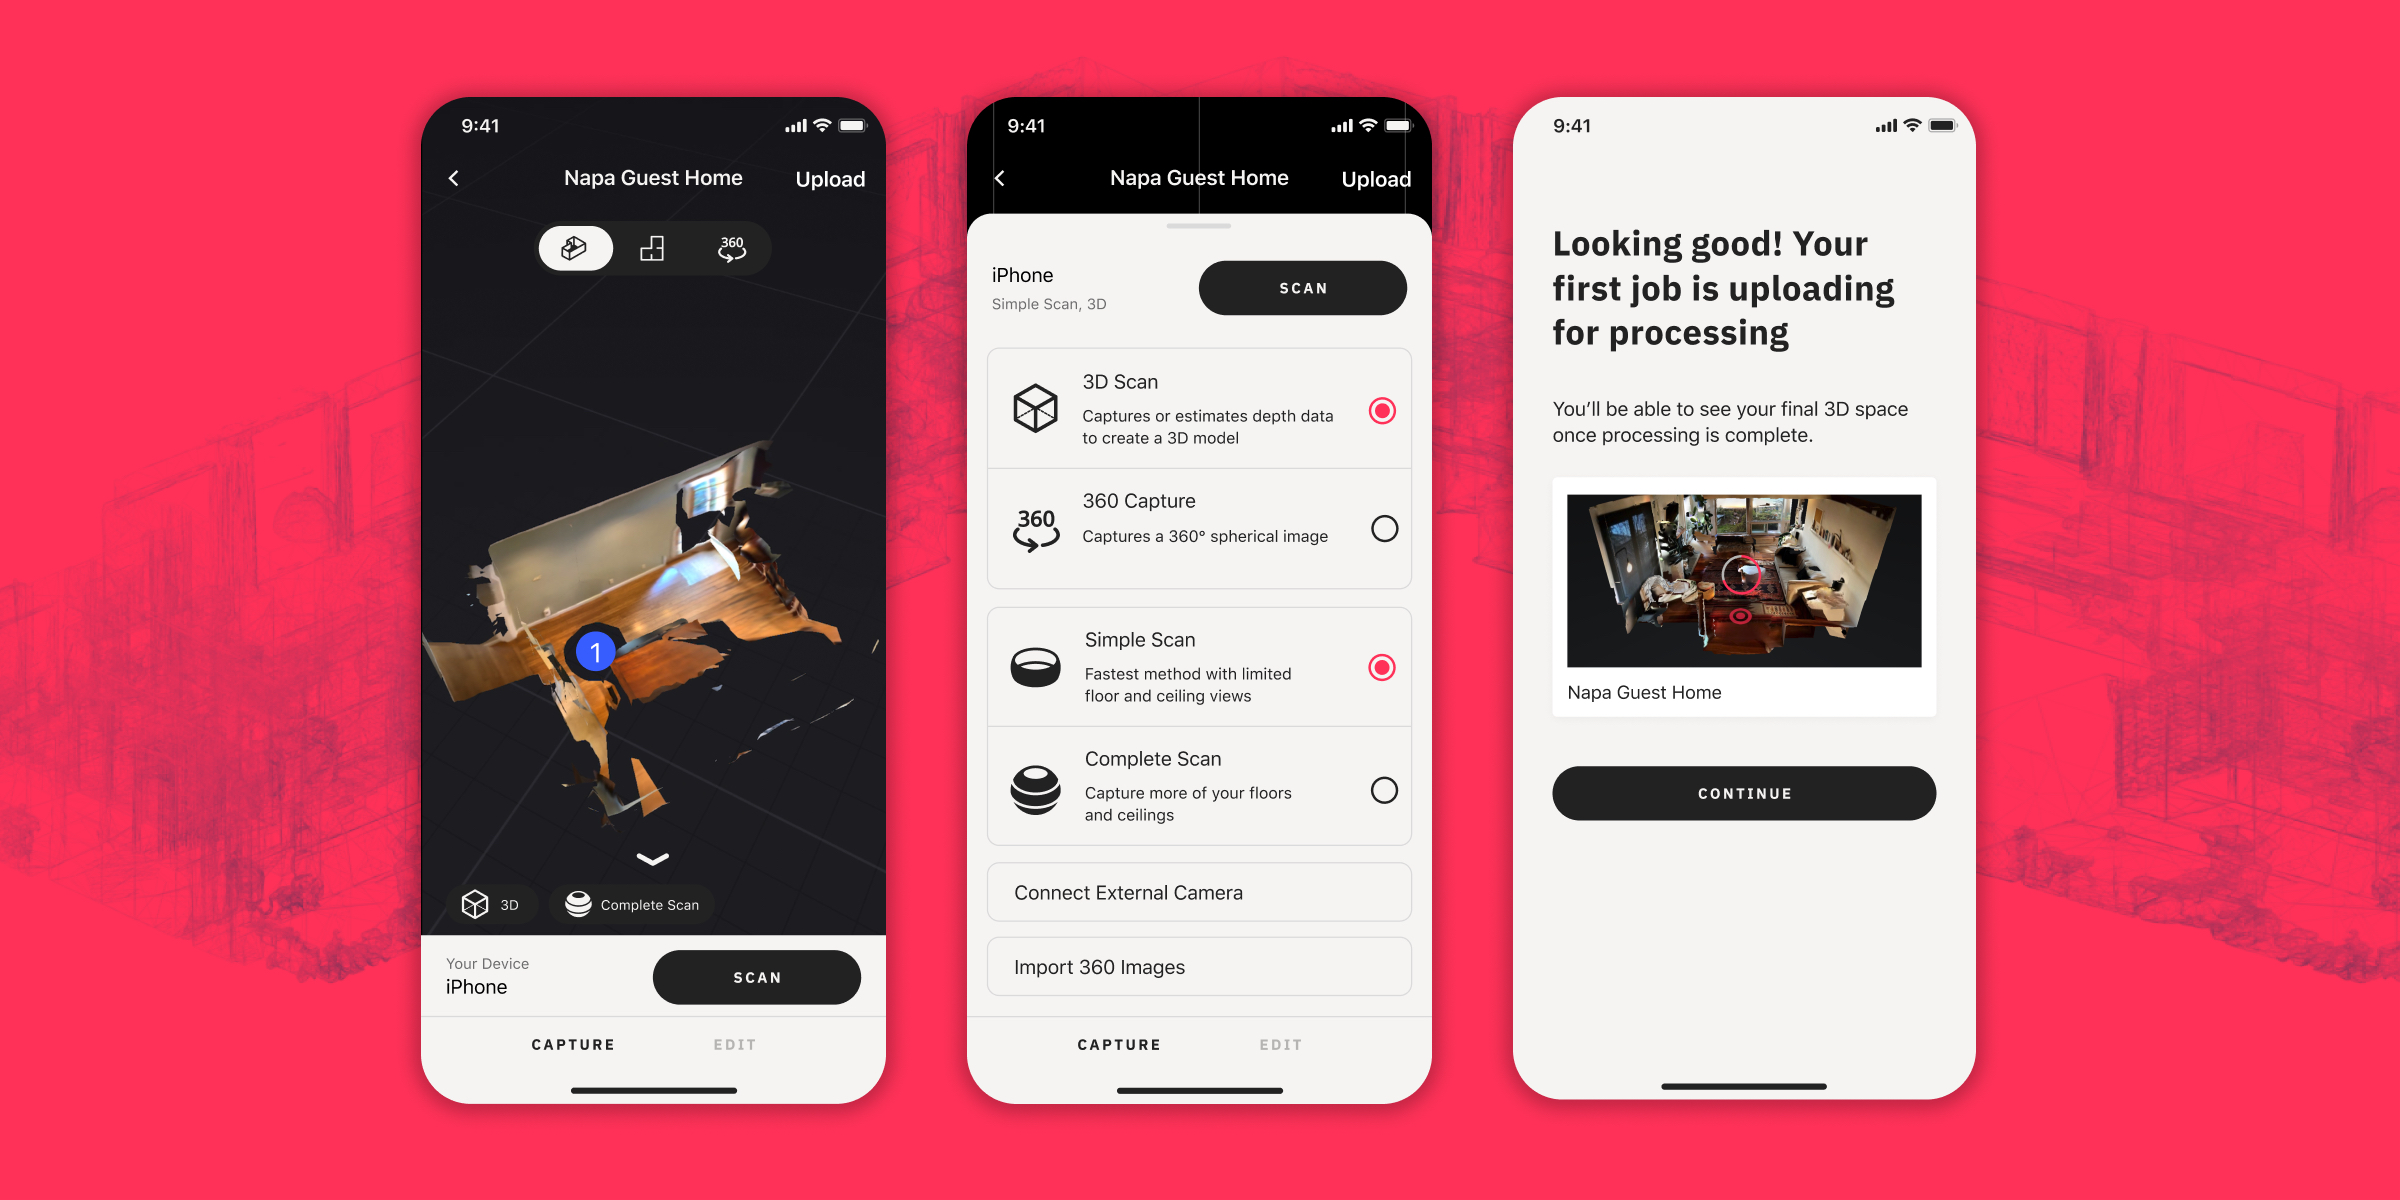 9:41
Napa Guest Home
Upload
360
1
3D
Complete Scan
Your Device
iPhone
SCAN
CAPTURE
EDIT
9:41
Napa Guest Home
Upload
iPhone
Simple Scan, 3D
SCAN
3D Scan
Captures or estimates depth data
to create a 3D model
360
360 Capture
Captures a 360° spherical image
Simple Scan
Fastest method with limited
floor and ceiling views
Complete Scan
Capture more of your floors
and ceilings
Connect External Camera
Import 360 Images
CAPTURE
EDIT
9:41
Looking good! Your
first job is uploading
for processing
You’ll be able to see your final 3D space
once processing is complete.
Napa Guest Home
CONTINUE